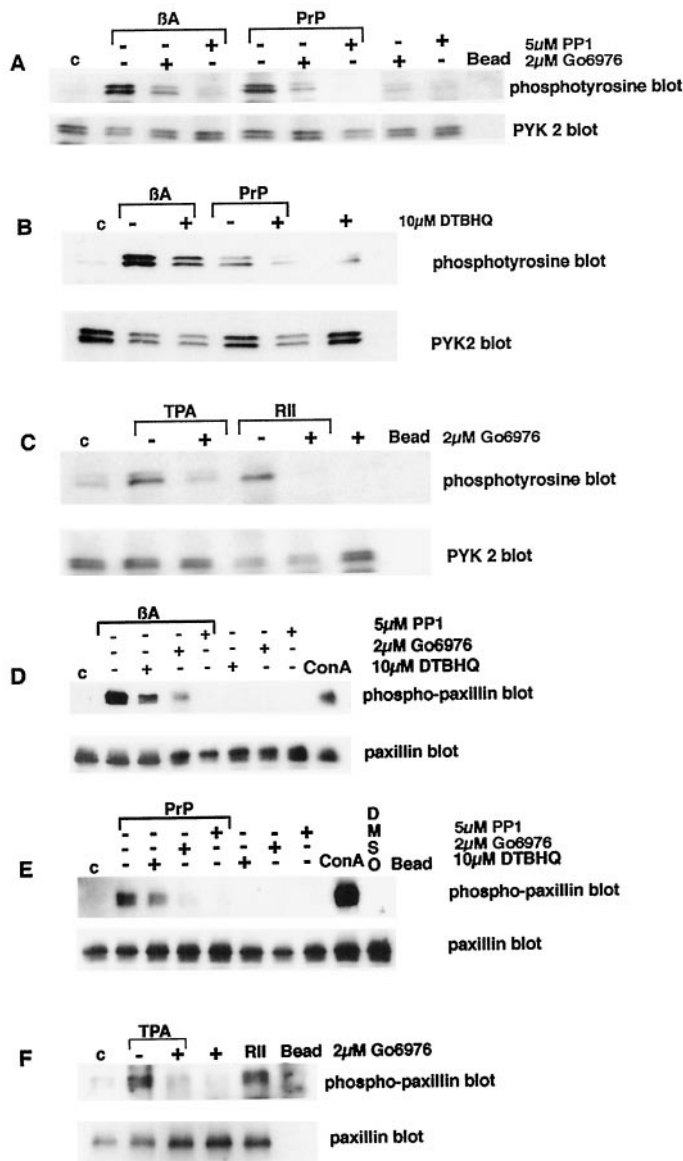 A
ßA
PrP
- - + - - + - + 5µM PP1
c - + - - + - + - Bead 2µM Go6976
phosphotyrosine blot
PYK 2 blot
B
ßA
PrP
c - + - + + 10µM DTBHQ
phosphotyrosine blot
PYK2 blot
C
TPA
RII
c - + - + + Bead 2µM Go6976
phosphotyrosine blot
PYK 2 blot
D
ßA
- - - + - - + 5µM PP1
- - + - - + - 2µM Go6976
c - + - - + - - ConA 10µM DTBHQ
phospho-paxillin blot
paxillin blot
E
PrP
- - - + - - + 5µM PP1
- - + - - + - 2µM Go6976
c - + - - + - - ConA DMSO Bead 10µM DTBHQ
phospho-paxillin blot
paxillin blot
F
TPA
c - + + RII Bead 2µM Go6976
phospho-paxillin blot
paxillin blot